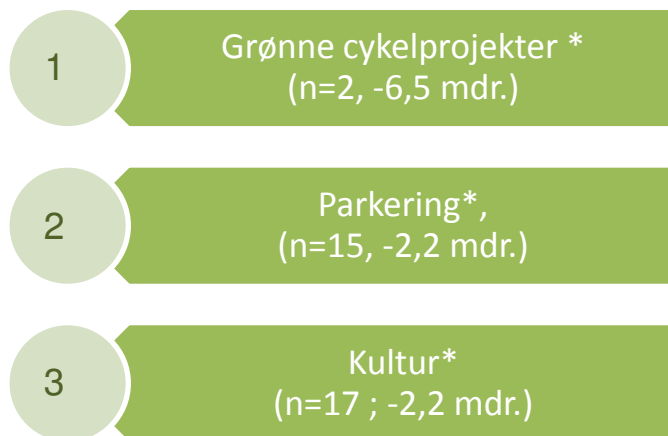 1
Grønne cykelprojekter *
(n=2, -6,5 mdr.)
2
Parkering*,
(n=15, -2,2 mdr.)
3
Kultur*
(n=17 ; -2,2 mdr.)